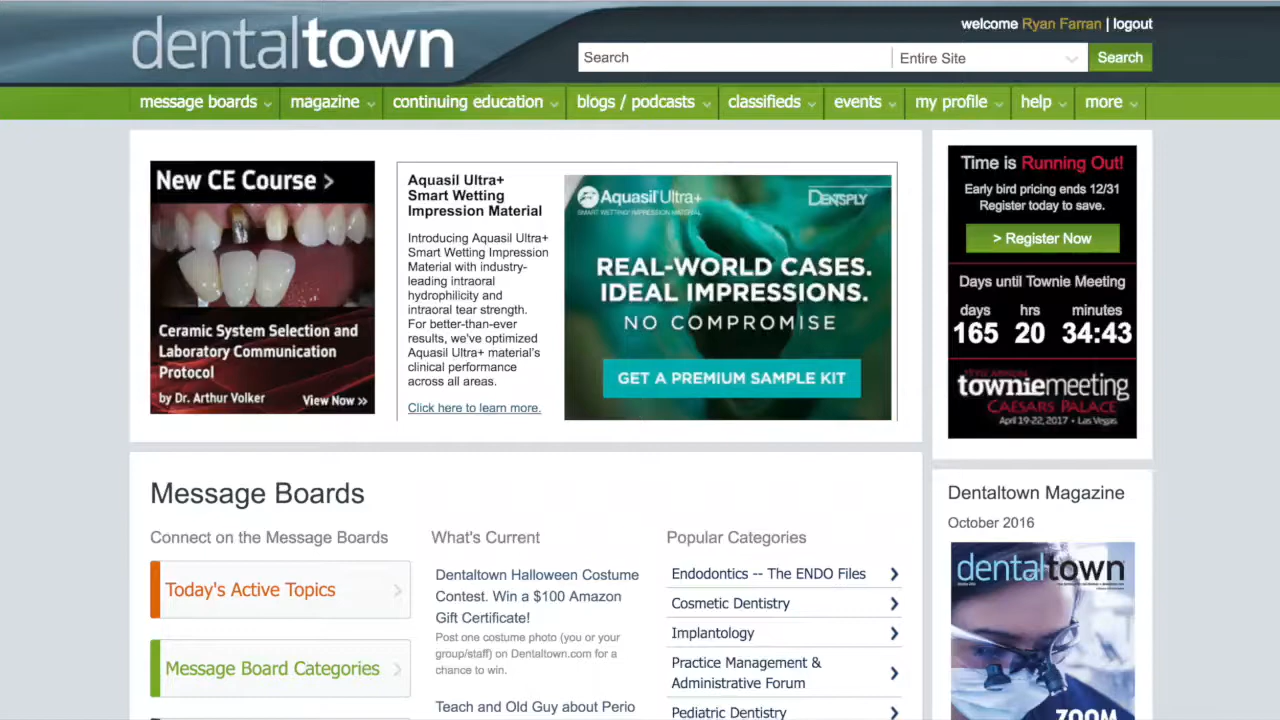 dentaltown
welcome Ryan Farran | logout
Search
Entire Site
Search
message boards
magazine
continuing education
blogs / podcasts
classifieds
events
my profile
help
more
New CE Course >
Ceramic System Selection and
Laboratory Communication
Protocol
by Dr. Arthur Volker
View Now >>
Aquasil Ultra+
Smart Wetting
Impression Material
Introducing Aquasil Ultra+
Smart Wetting Impression
Material with industry-
leading intraoral
hydrophilicity and
intraoral tear strength.
For better-than-ever
results, we've optimized
Aquasil Ultra+ material's
clinical performance
across all areas.
Click here to learn more.
Aquasil Ultra+
SMART WETTING IMPRESSION MATERIAL
DENTSPLY
REAL-WORLD CASES.
IDEAL IMPRESSIONS.
NO COMPROMISE
GET A PREMIUM SAMPLE KIT
Time is Running Out!
Early bird pricing ends 12/31
Register today to save.
> Register Now
Days until Townie Meeting
days hrs minutes
165 20 34:43
towniemeeting
CAESARS PALACE
April 19-22, 2017 • Las Vegas
Message Boards
Connect on the Message Boards
Today's Active Topics
Message Board Categories
What's Current
Dentaltown Halloween Costume
Contest. Win a $100 Amazon
Gift Certificate!
Post one costume photo (you or your
group/staff) on Dentaltown.com for a
chance to win.
Teach and Old Guy about Perio
Popular Categories
Endodontics -- The ENDO Files
Cosmetic Dentistry
Implantology
Practice Management &
Administrative Forum
Pediatric Dentistry
Dentaltown Magazine
October 2016
dentaltown
ZOOM